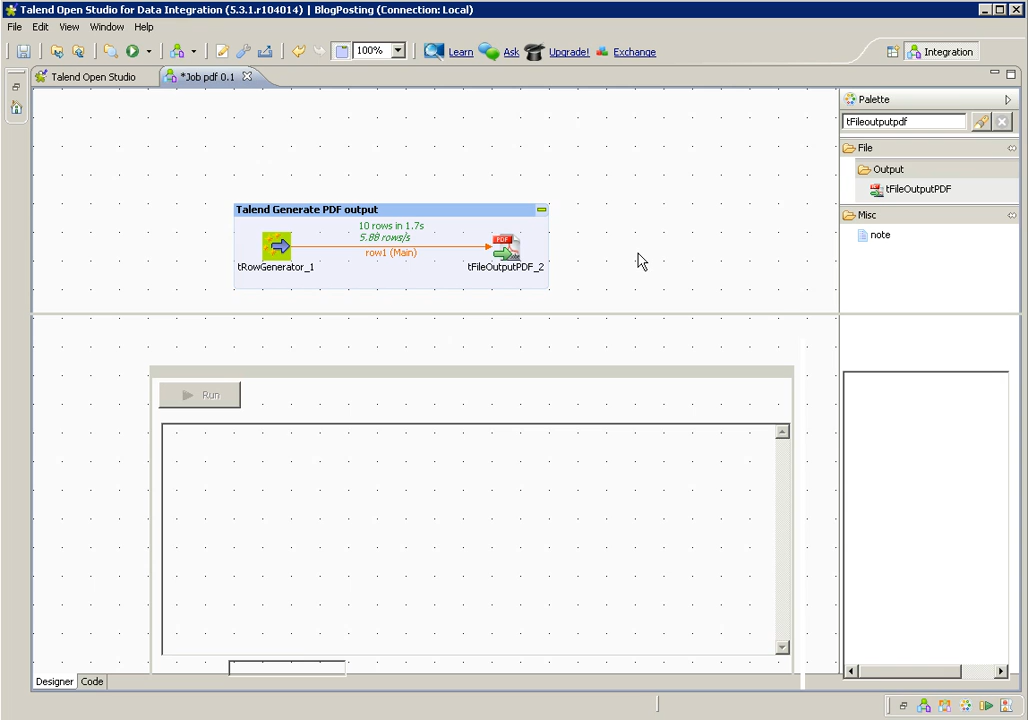 Talend Open Studio for Data Integration (5.3.1.r104014) | BlogPosting (Connection: Local)
File Edit View Window Help
100% Learn Ask Upgrade! Exchange Integration
Talend Open Studio *Job pdf 0.1
Palette
tFileoutputpdf
File
Output
tFileOutputPDF
Misc
note
Talend Generate PDF output
10 rows in 1.7s
5.88 rows/s
row1 (Main)
PDF
tRowGenerator_1 tFileOutputPDF_2
Run
Designer Code